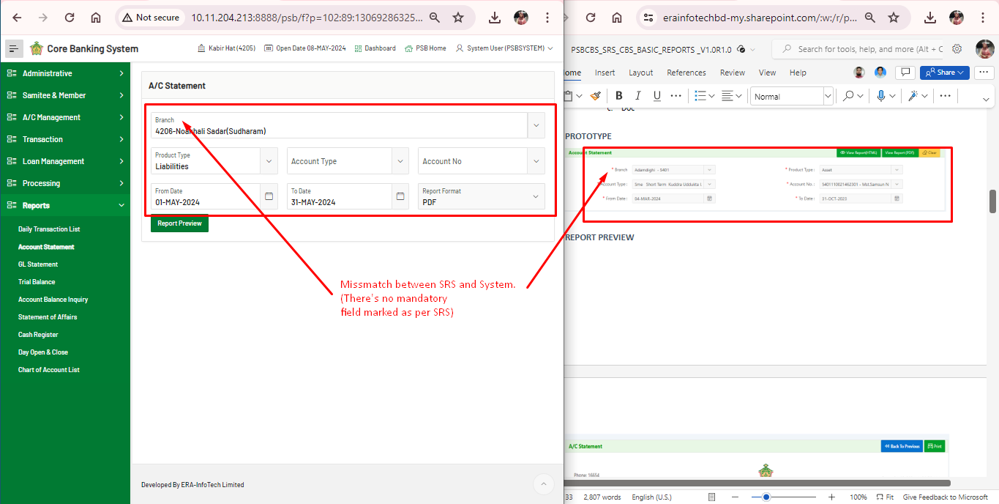 Not secure
10.11.204.213:8888/psb/f?p=102:89:13069286325...
erainfotechbd-my.sharepoint.com/:w:/r/p...
Core Banking System
Kabir Hat (4205)
Open Date 08-MAY-2024
Dashboard
PSB Home
System User (PSBSYSTEM)
Administrative
Samitee & Member
A/C Management
Transaction
Loan Management
Processing
Reports
Daily Transaction List
Account Statement
GL Statement
Trial Balance
Account Balance Inquiry
Statement of Affairs
Cash Register
Day Open & Close
Chart of Account List
A/C Statement
Branch
4206-Noakhali Sadar(Sudharam)
Product Type
Liabilities
Account Type
Account No
From Date
01-MAY-2024
To Date
31-MAY-2024
Report Format
PDF
Report Preview
Missmatch between SRS and System.
(There's no mandatory
field marked as per SRS)
Developed By ERA-InfoTech Limited
PSBCBS_SRS_CBS_BASIC_REPORTS _V1.0R1.0
Search for tools, help, and more (Alt + Q
ome
Insert
Layout
References
Review
View
Help
Share
B I U
Normal
c. Doc
PROTOTYPE
Account Statement
View Report(HTML)
View Report (PDF)
Clear
* Branch
Adamdighi - 5401
* Product Type :
Asset
Account Type :
Sme Short Term Kuddra Uddukta
* Account No.:
5401110021462301 - Mst.Samsun N
* From Date :
04-MAR-2024
* To Date :
31-OCT-2023
REPORT PREVIEW
A/C Statement
Back To Previous
Print
Phone: 16654
33
2,807 words
English (U.S.)
100%
Fit
Give Feedback to Microsoft